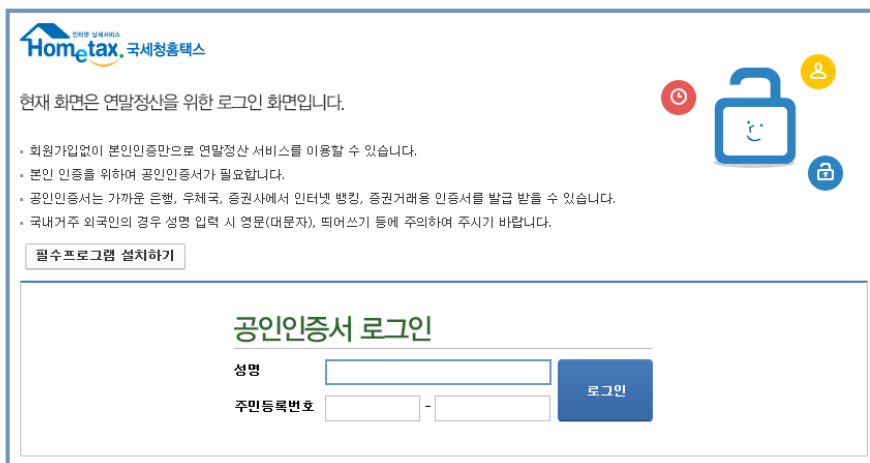 인터넷 납세서비스
Hometax. 국세청홈택스
현재 화면은 연말정산을 위한 로그인 화면입니다.
회원가입없이 본인인증만으로 연말정산 서비스를 이용할 수 있습니다.
본인 인증을 위하여 공인인증서가 필요합니다.
공인인증서는 가까운 은행, 우체국, 증권사에서 인터넷 뱅킹, 증권거래용 인증서를 발급 받을 수 있습니다.
국내거주 외국인의 경우 성명 입력 시 영문(대문자), 띄어쓰기 등에 주의하여 주시기 바랍니다.
필수프로그램 설치하기
공인인증서 로그인
성명
주민등록번호 -
로그인